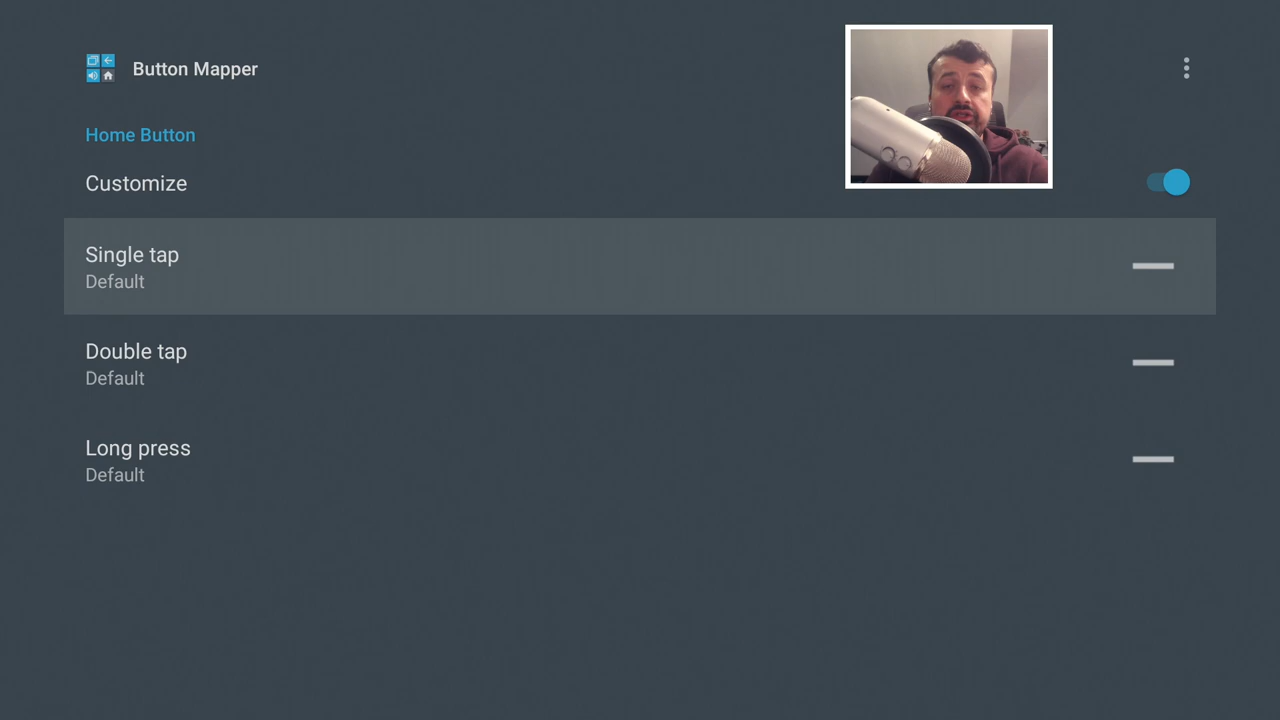 Button Mapper
Home Button
Customize
Single tap
Default
Double tap
Default
Long press
Default